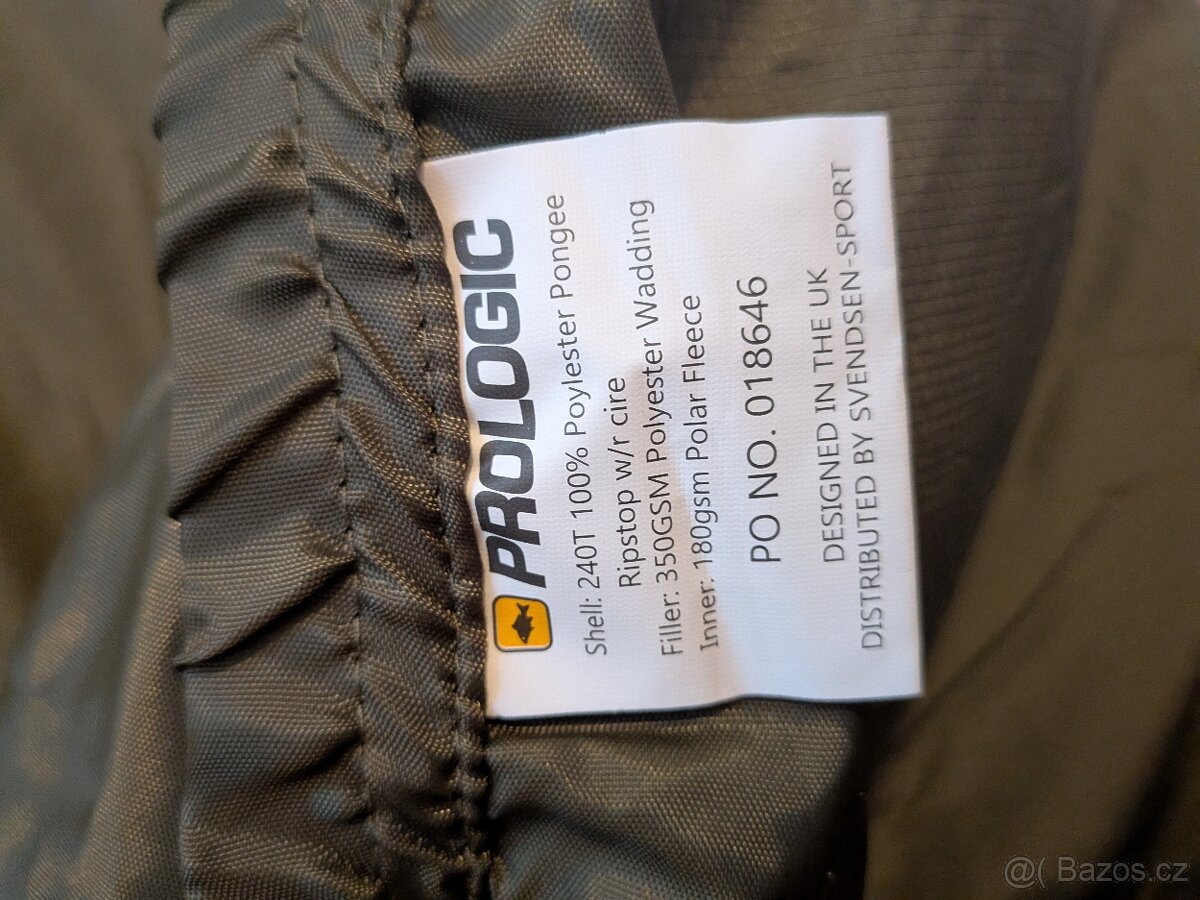 PROLOGIC
Shell: 240T 100% Poylester Pongee
Ripstop w/r cire
Filler: 350GSM Polyester Wadding
Inner: 180gsm Polar Fleece
PO NO. 018646
DESIGNED IN THE UK
DISTRIBUTED BY SVENDSEN-SPORT
@( Bazos.cz